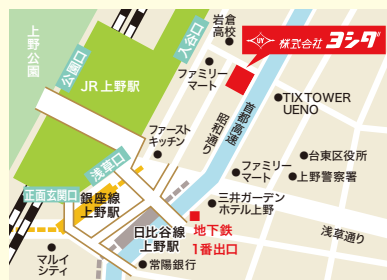 上野公園
公園口
JR上野駅
入谷口
岩倉
高校
UY 株式会社 ヨシダ
ファミリー
マート
首都高速
昭和通り
TIX TOWER
UENO
ファースト
キッチン
浅草口
台東区役所
ファミリー
マート
上野警察署
正面玄関口
銀座線
上野駅
三井ガーデン
ホテル上野
地下鉄
1番出口
日比谷線
上野駅
浅草通り
マルイ
シティ
常陽銀行